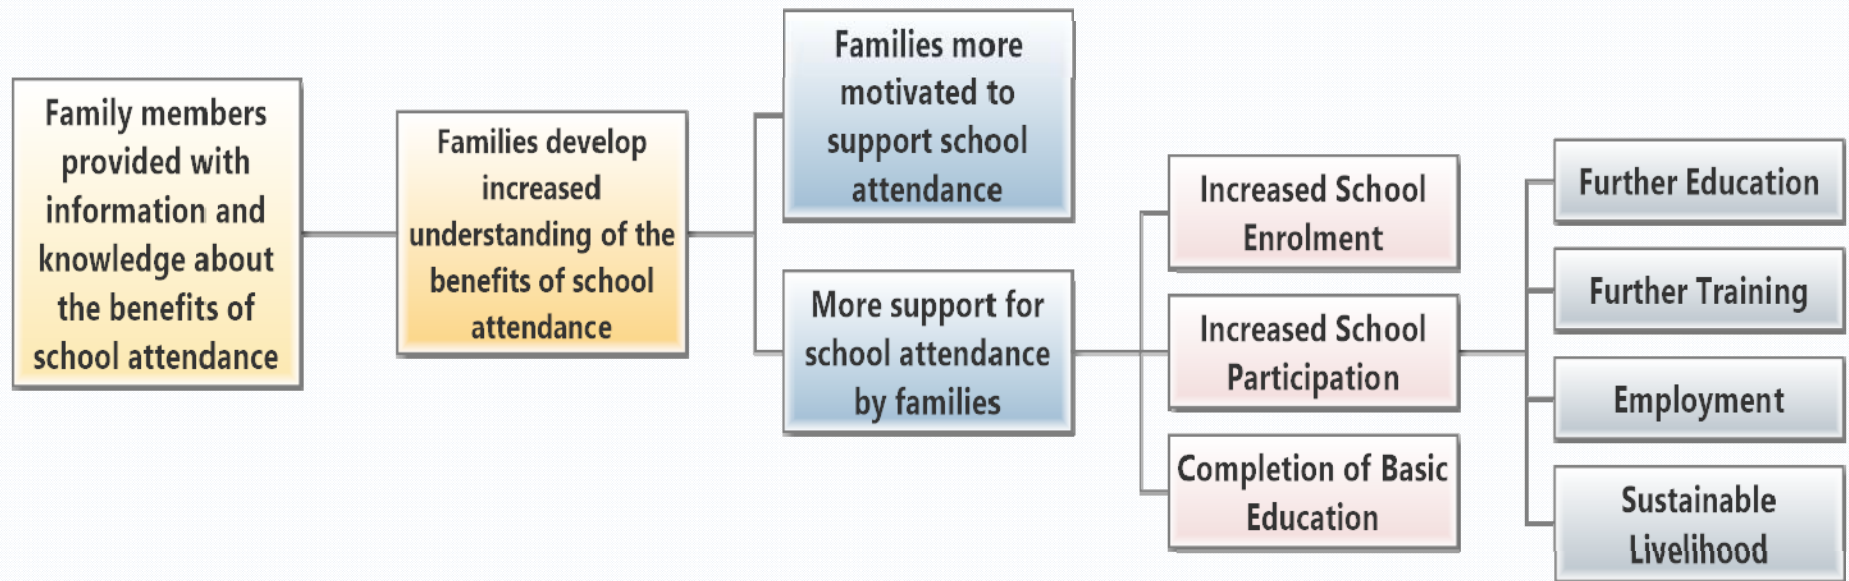 Family members
provided with
information and
knowledge about
the benefits of
school attendance
Families develop
increased
understanding of the
benefits of school
attendance
Families more
motivated to
support school
attendance
More support for
school attendance
by families
Increased School
Enrolment
Increased School
Participation
Completion of Basic
Education
Further Education
Further Training
Employment
Sustainable
Livelihood